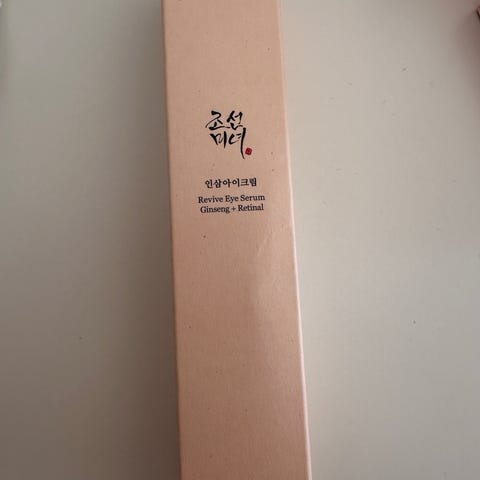 조선
미녀
인삼아이크림
Revive Eye Serum
Ginseng + Retinal